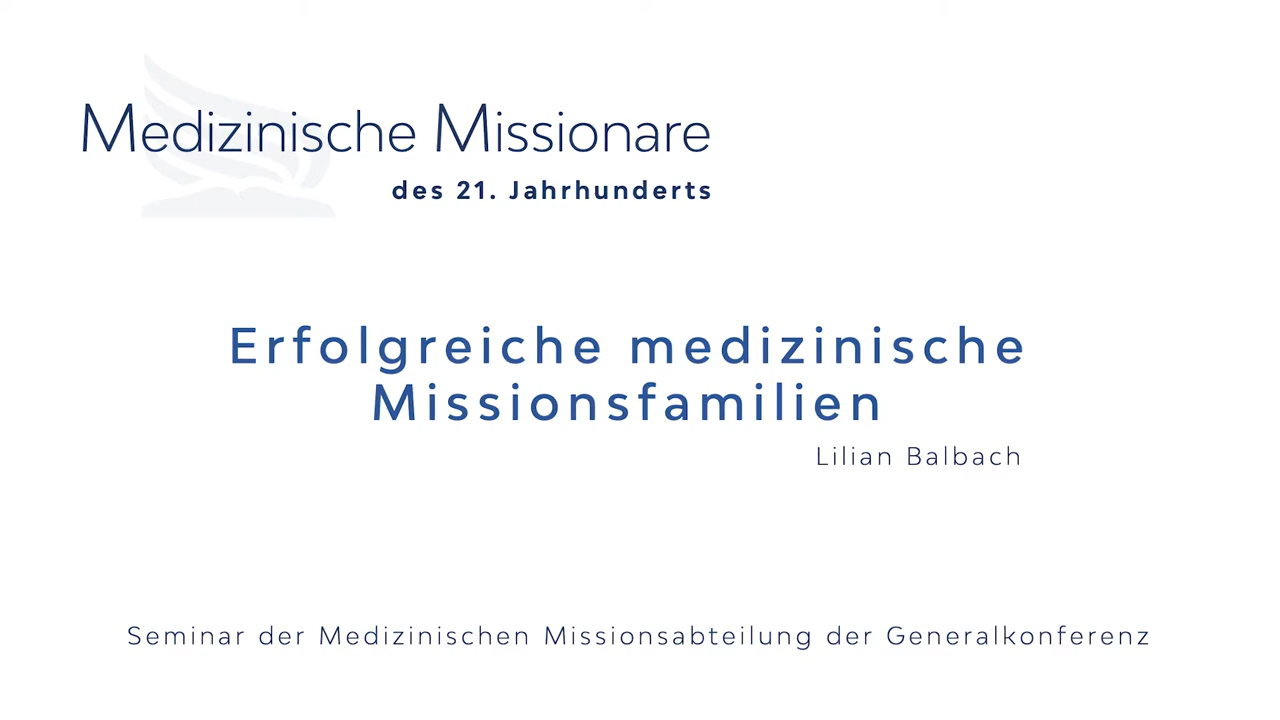 Medizinische Missionare
des 21. Jahrhunderts
Erfolgreiche medizinische
Missionsfamilien
Lilian Balbach
Seminar der Medizinischen Missionsabteilung der Generalkonferenz